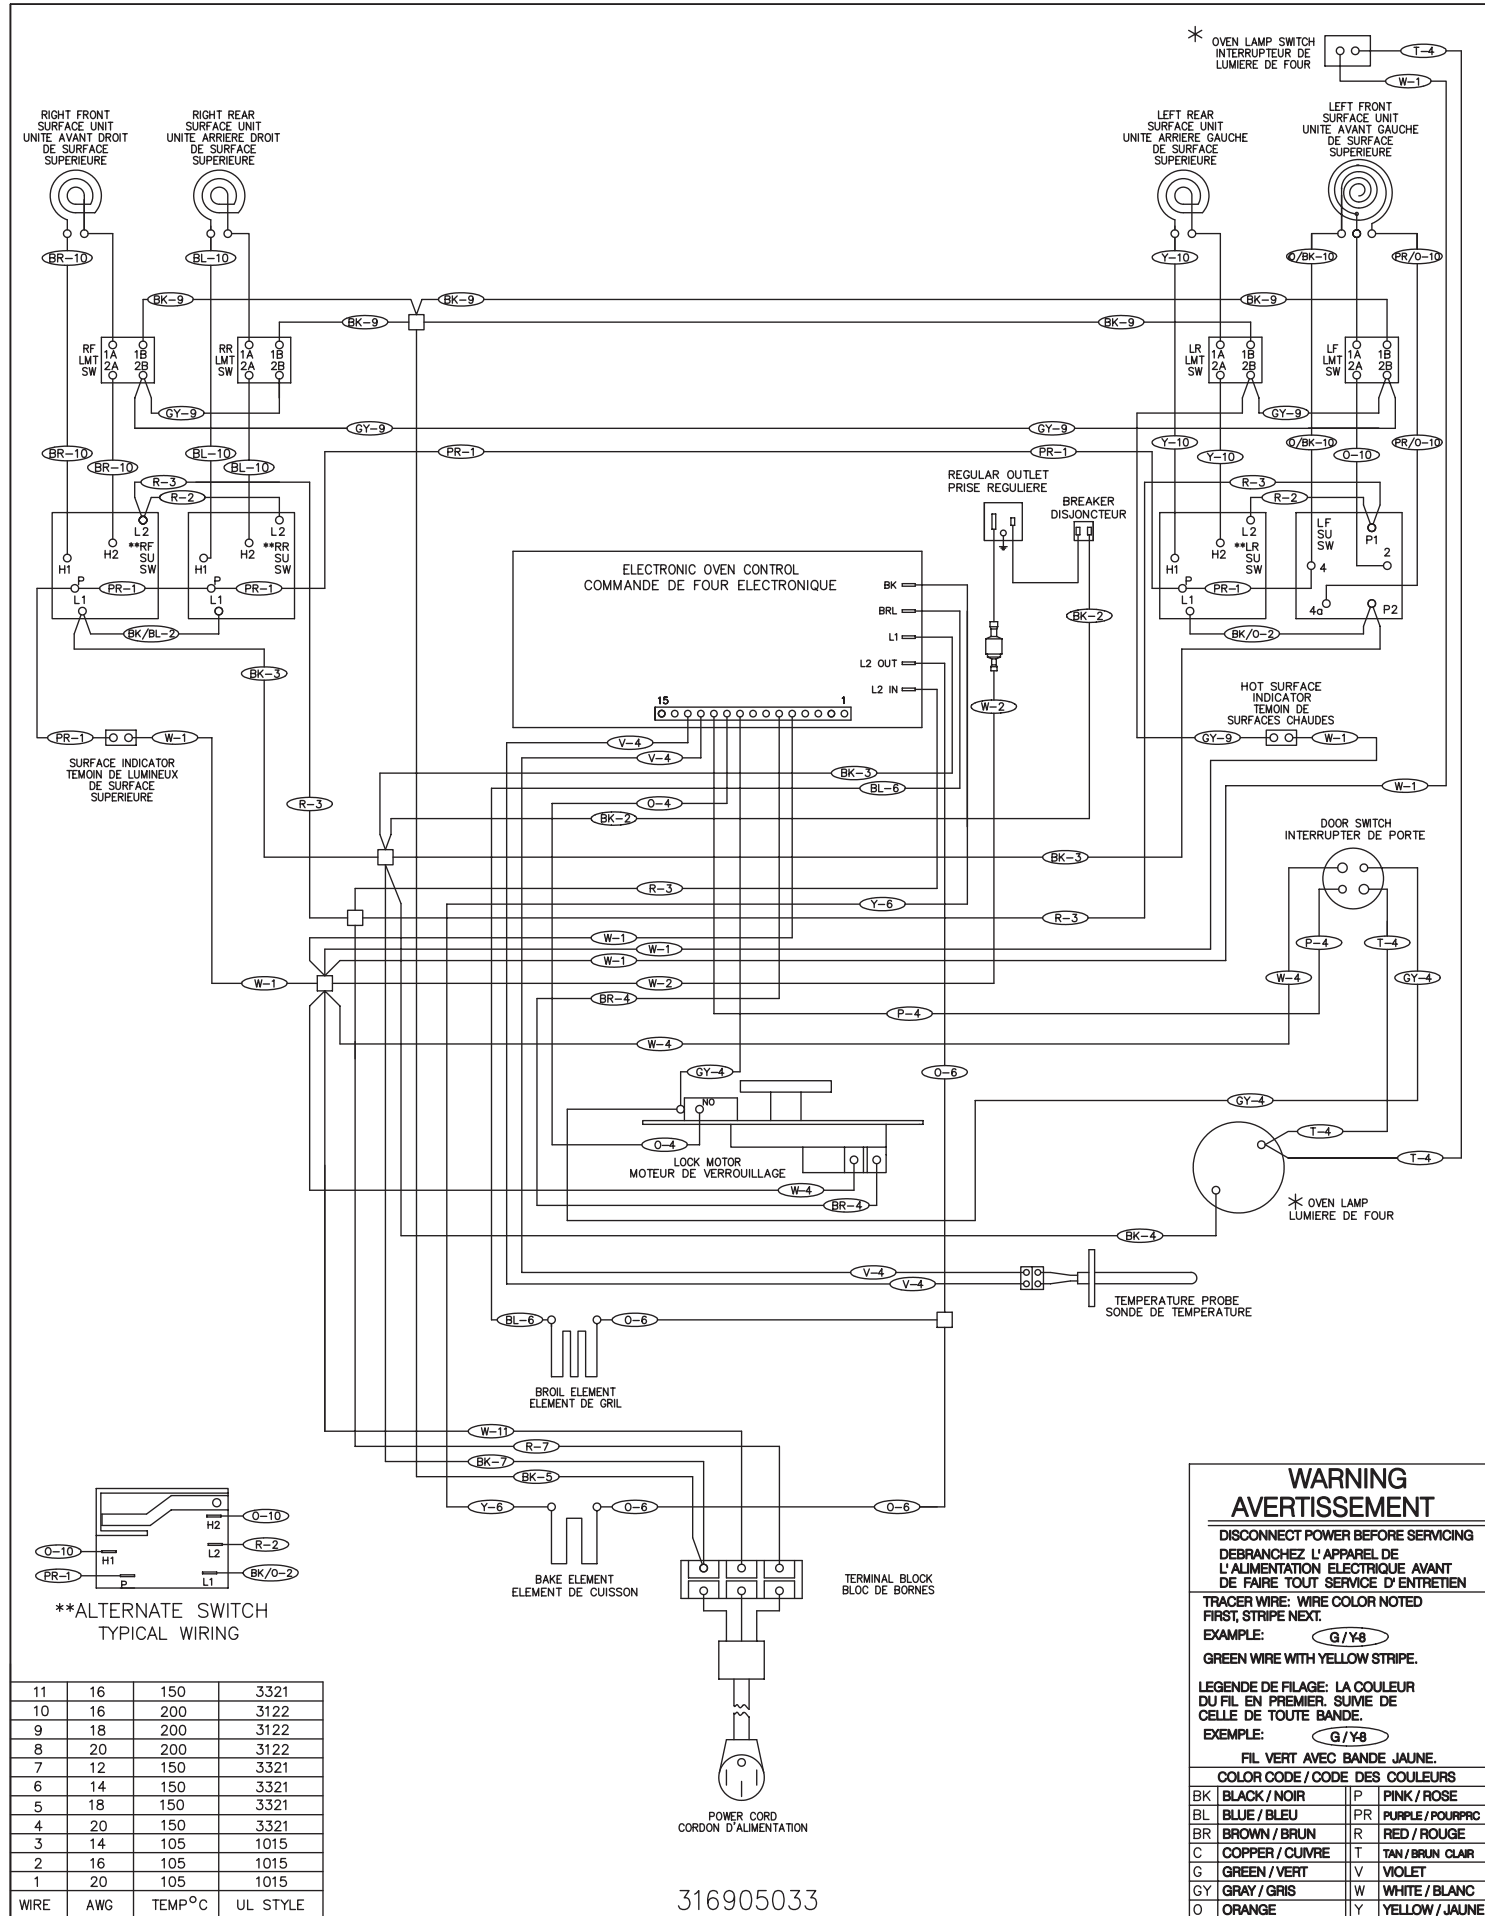 OVEN LAMP SWITCH
INTERRUPTEUR DE
LUMIERE DE FOUR
T-4
W-1
RIGHT FRONT
SURFACE UNIT
UNITE AVANT DROIT
DE SURFACE
SUPERIEURE
RIGHT REAR
SURFACE UNIT
UNITE ARRIERE DROIT
DE SURFACE
SUPERIEURE
LEFT REAR
SURFACE UNIT
UNITE ARRIERE GAUCHE
DE SURFACE
SUPERIEURE
LEFT FRONT
SURFACE UNIT
UNITE AVANT GAUCHE
DE SURFACE
SUPERIEURE
BR-10
BL-10
Y-10
O/BK-10
PR/O-10
BK-9
BK-9
BK-9
BK-9
BK-9
RF
LMT
SW
1A 1B
2A 2B
RR
LMT
SW
1A 1B
2A 2B
LR
LMT
SW
1A 1B
2A 2B
LF
LMT
SW
1A 1B
2A 2B
GY-9
GY-9
GY-9
GY-9
BR-10
BR-10
BL-10
BL-10
PR-1
PR-1
Y-10
Y-10
O/BK-10
O-10
PR/O-10
R-3
R-2
R-3
R-2
L2
**RF
SU
SW
H2
H1
P
L1
PR-1
L2
**RR
SU
SW
H2
H1
P
L1
PR-1
BK/BL-2
BK-3
REGULAR OUTLET
PRISE REGULIERE
BREAKER
DISJONCTEUR
BK-2
W-2
L2
**LR
SU
SW
H2
H1
P
L1
PR-1
LF
SU
SW
P1
2
4
4a
P2
BK/O-2
ELECTRONIC OVEN CONTROL
COMMANDE DE FOUR ELECTRONIQUE
BK
BRL
L1
L2 OUT
L2 IN
15 1
HOT SURFACE
INDICATOR
TEMOIN DE
SURFACES CHAUDES
GY-9
W-1
PR-1
W-1
SURFACE INDICATOR
TEMOIN DE LUMINEUX
DE SURFACE
SUPERIEURE
V-4
V-4
BK-3
BL-6
R-3
O-4
BK-2
W-1
DOOR SWITCH
INTERRUPTER DE PORTE
BK-3
R-3
Y-6
R-3
W-1
W-1
W-1
P-4
T-4
W-1
W-2
W-4
GY-4
BR-4
P-4
W-4
GY-4
O-6
NO
GY-4
O-4
LOCK MOTOR
MOTEUR DE VERROUILLAGE
T-4
T-4
W-4
BR-4
OVEN LAMP
LUMIERE DE FOUR
BK-4
V-4
V-4
TEMPERATURE PROBE
SONDE DE TEMPERATURE
BL-6
O-6
BROIL ELEMENT
ELEMENT DE GRIL
W-11
R-7
BK-7
BK-5
Y-6
O-6
O-6
BAKE ELEMENT
ELEMENT DE CUISSON
TERMINAL BLOCK
BLOC DE BORNES
O-10
H2
R-2
L2
O-10
H1
PR-1
P
L1
BK/O-2
**ALTERNATE SWITCH
TYPICAL WIRING
POWER CORD
CORDON D'ALIMENTATION
11 16 150 3321
10 16 200 3122
9 18 200 3122
8 20 200 3122
7 12 150 3321
6 14 150 3321
5 18 150 3321
4 20 150 3321
3 14 105 1015
2 16 105 1015
1 20 105 1015
WIRE AWG TEMP°C UL STYLE
316905033
WARNING
AVERTISSEMENT
DISCONNECT POWER BEFORE SERVICING
DEBRANCHEZ L'APPAREL DE
L'ALIMENTATION ELECTRIQUE AVANT
DE FAIRE TOUT SERVICE D'ENTRETIEN
TRACER WIRE: WIRE COLOR NOTED
FIRST, STRIPE NEXT.
EXAMPLE: G/Y-8
GREEN WIRE WITH YELLOW STRIPE.
LEGENDE DE FILAGE: LA COULEUR
DU FIL EN PREMIER. SUIVIE DE
CELLE DE TOUTE BANDE.
EXEMPLE: G/Y-8
FIL VERT AVEC BANDE JAUNE.
COLOR CODE / CODE DES COULEURS
BK BLACK / NOIR P PINK / ROSE
BL BLUE / BLEU PR PURPLE / POURPRC
BR BROWN / BRUN R RED / ROUGE
C COPPER / CUIVRE T TAN / BRUN CLAIR
G GREEN / VERT V VIOLET
GY GRAY / GRIS W WHITE / BLANC
O ORANGE Y YELLOW / JAUNE